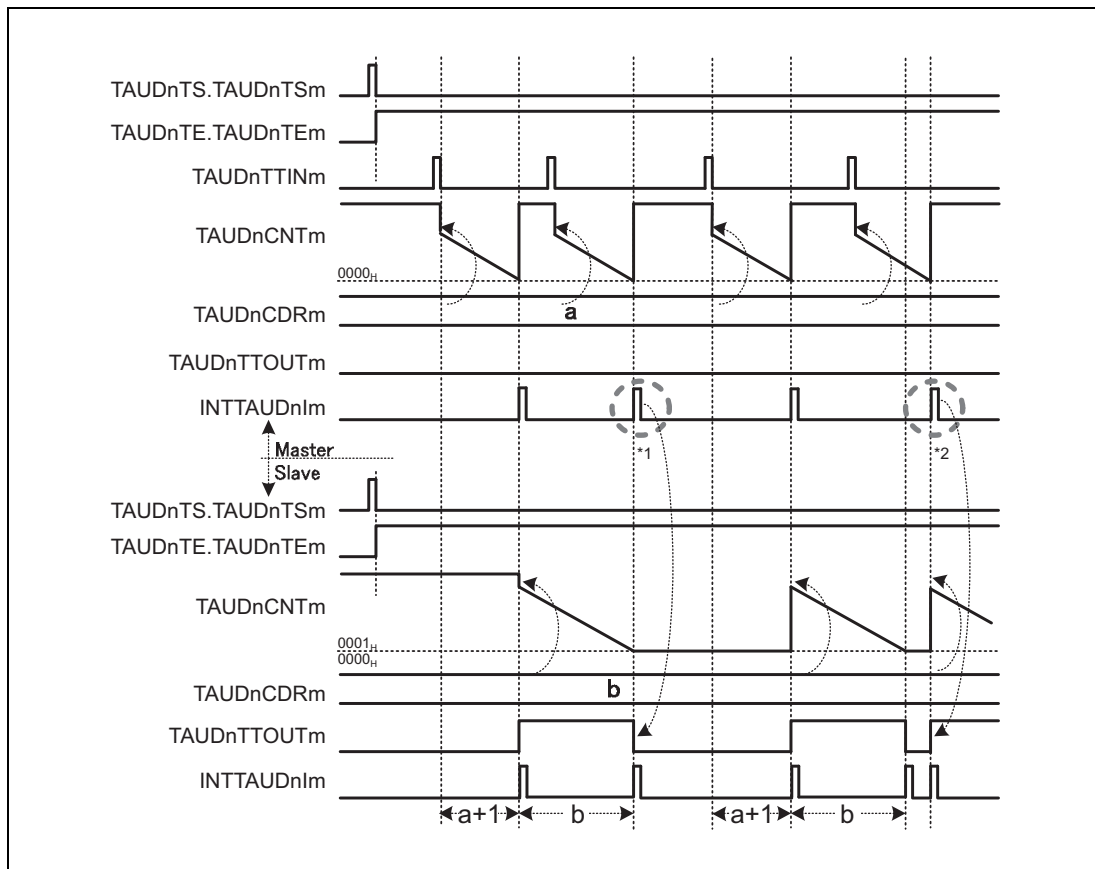 TAUDnTS.TAUDnTSm
TAUDnTE.TAUDnTEm
TAUDnTTINm
TAUDnCNTm
0000H
TAUDnCDRm
a
TAUDnTTOUTm
INTTAUDnIm
*1
*2
Master
Slave
TAUDnTS.TAUDnTSm
TAUDnTE.TAUDnTEm
TAUDnCNTm
0001H
0000H
TAUDnCDRm
b
TAUDnTTOUTm
INTTAUDnIm
a+1 b a+1 b